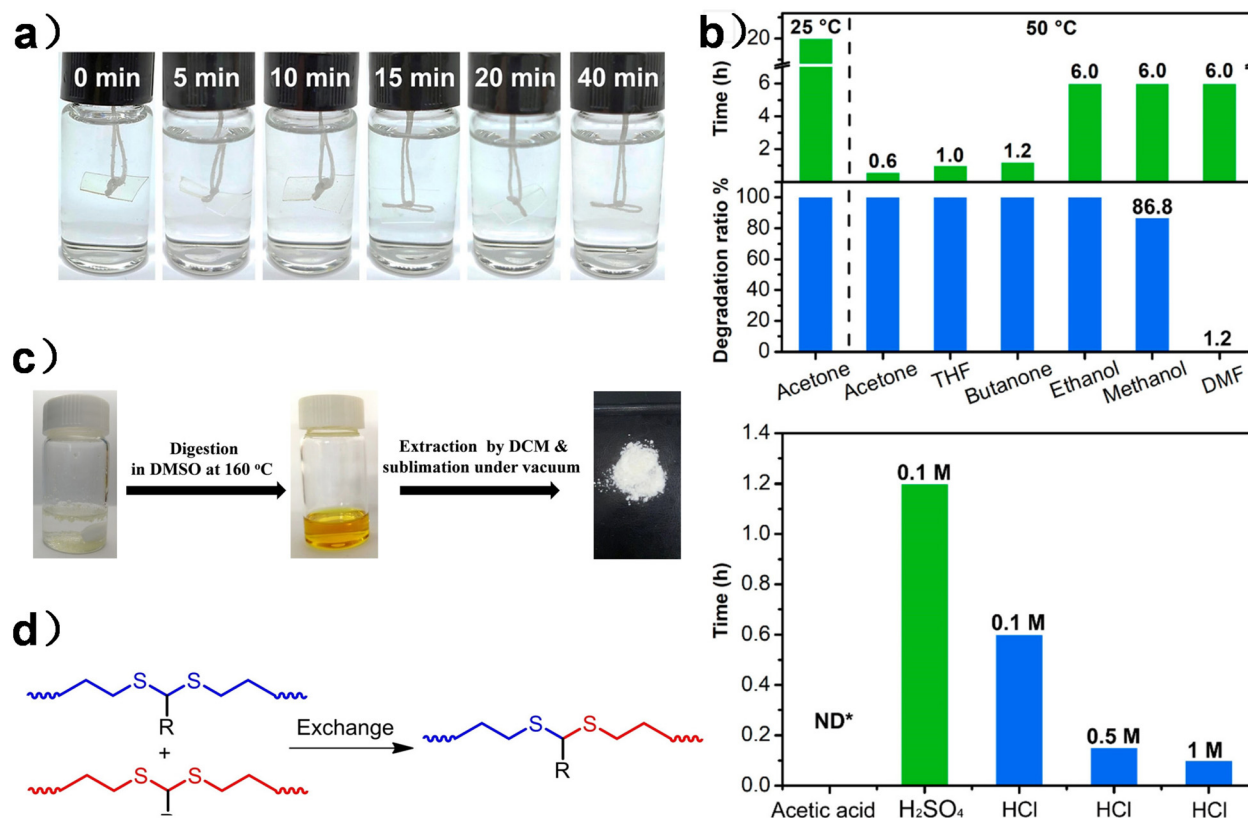 a)
0 min
5 min
10 min
15 min
20 min
40 min
b)
25 °C
50 °C
Time (h)
20
6
4
2
0.6
1.0
1.2
6.0
6.0
6.0
Degradation ratio %
100
80
60
40
20
0
86.8
1.2
Acetone
Acetone
THF
Butanone
Ethanol
Methanol
DMF
c)
Digestion
in DMSO at 160 °C
Extraction by DCM &
sublimation under vacuum
Time (h)
1.4
1.2
1.0
0.8
0.6
0.4
0.2
0.0
ND*
0.1 M
0.1 M
0.5 M
1 M
Acetic acid
H₂SO₄
HCl
HCl
HCl
d)
S
S
R
+
S
S
Exchange
S
S
R